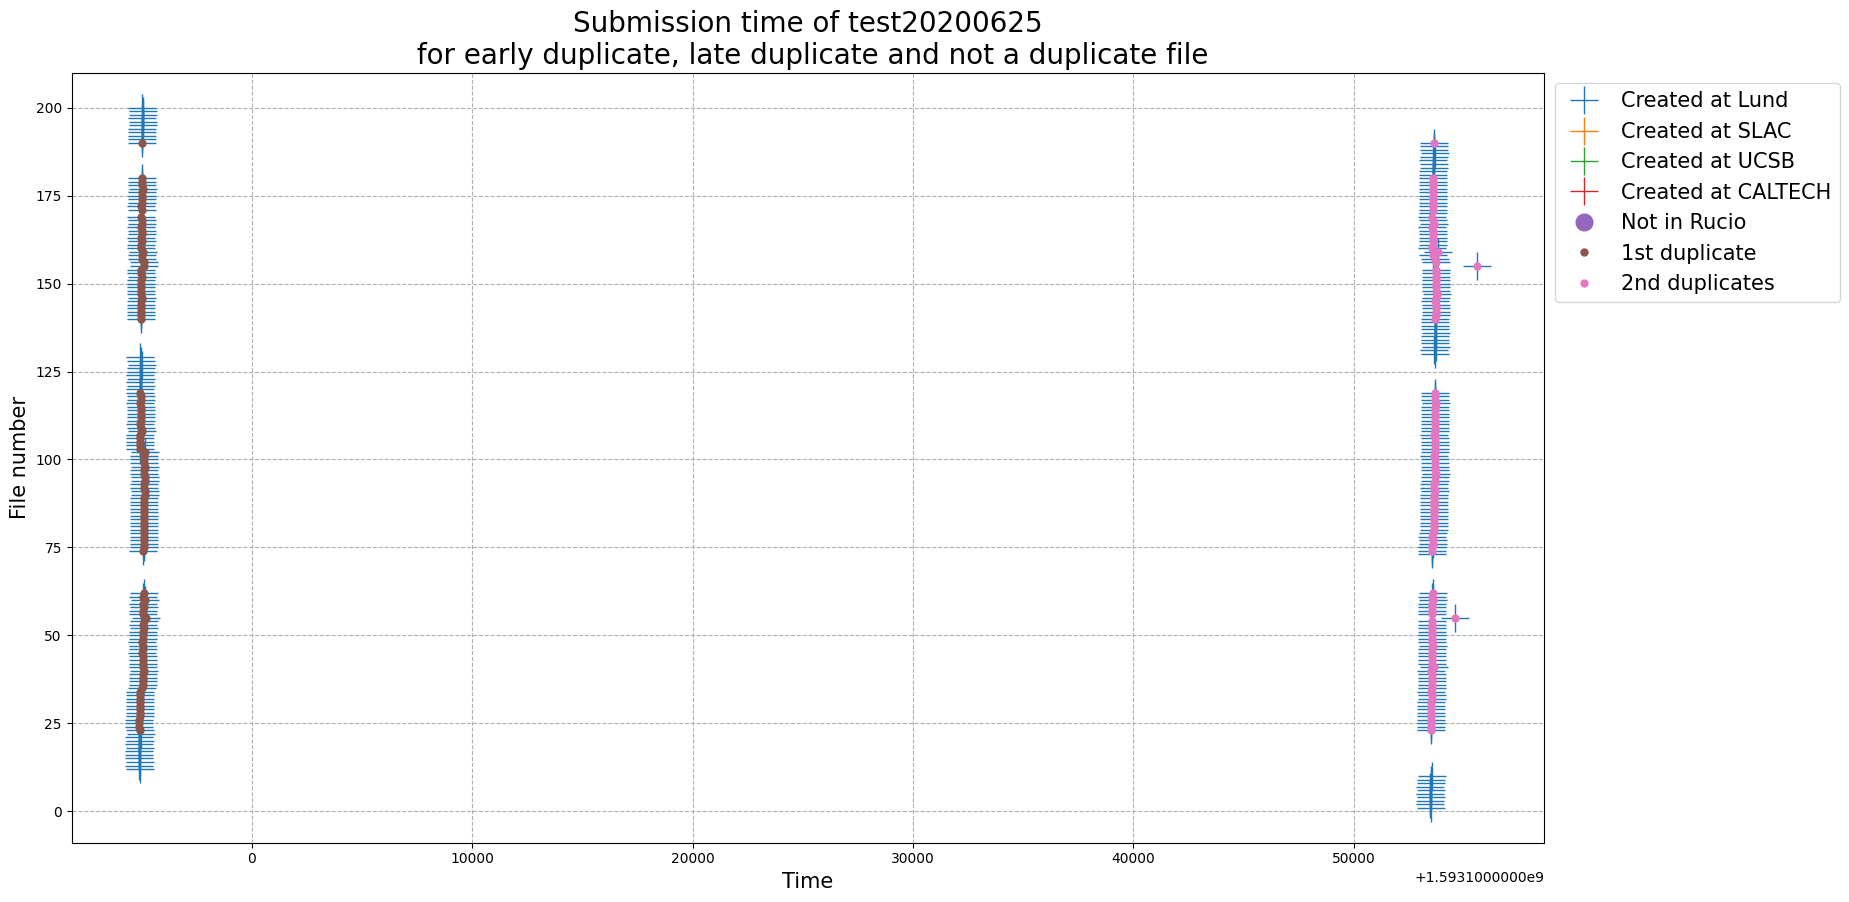 Submission time of test20200625
for early duplicate, late duplicate and not a duplicate file
File number
200
175
150
125
100
75
50
25
0
0
10000
20000
30000
40000
50000
Time
+1.5931000000e9
Created at Lund
Created at SLAC
Created at UCSB
Created at CALTECH
Not in Rucio
1st duplicate
2nd duplicates